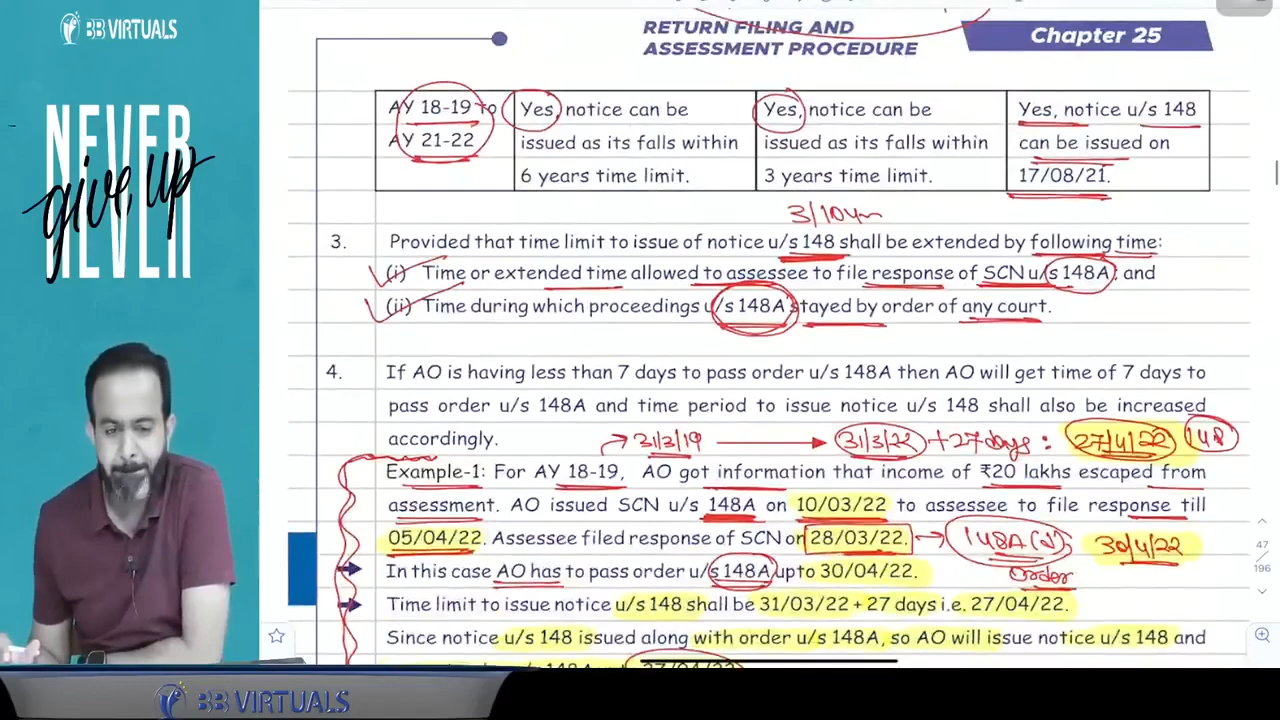 BB VIRTUALS
NEVER
give up
NEVER
RETURN FILING AND
ASSESSMENT PROCEDURE
Chapter 25
AY 18-19 to
AY 21-22
Yes, notice can be
issued as its falls within
6 years time limit.
Yes, notice can be
issued as its falls within
3 years time limit.
Yes, notice u/s 148
can be issued on
17/08/21.
3/10yrs
3. Provided that time limit to issue of notice u/s 148 shall be extended by following time:
(i) Time or extended time allowed to assessee to file response of SCN u/s 148A, and
(ii) Time during which proceedings u/s 148A stayed by order of any court.
4. If AO is having less than 7 days to pass order u/s 148A then AO will get time of 7 days to
pass order u/s 148A and time period to issue notice u/s 148 shall also be increased
accordingly.
31/3/19 31/3/22 +27 days : 27/4/22 148
Example-1: For AY 18-19, AO got information that income of ₹20 lakhs escaped from
assessment. AO issued SCN u/s 148A on 10/03/22 to assessee to file response till
05/04/22. Assessee filed response of SCN on 28/03/22. 148A(d): 30/4/22
order
In this case AO has to pass order u/s 148A upto 30/04/22.
Time limit to issue notice u/s 148 shall be 31/03/22 + 27 days i.e. 27/04/22.
Since notice u/s 148 issued along with order u/s 148A, so AO will issue notice u/s 148 and
47
196
BB VIRTUALS